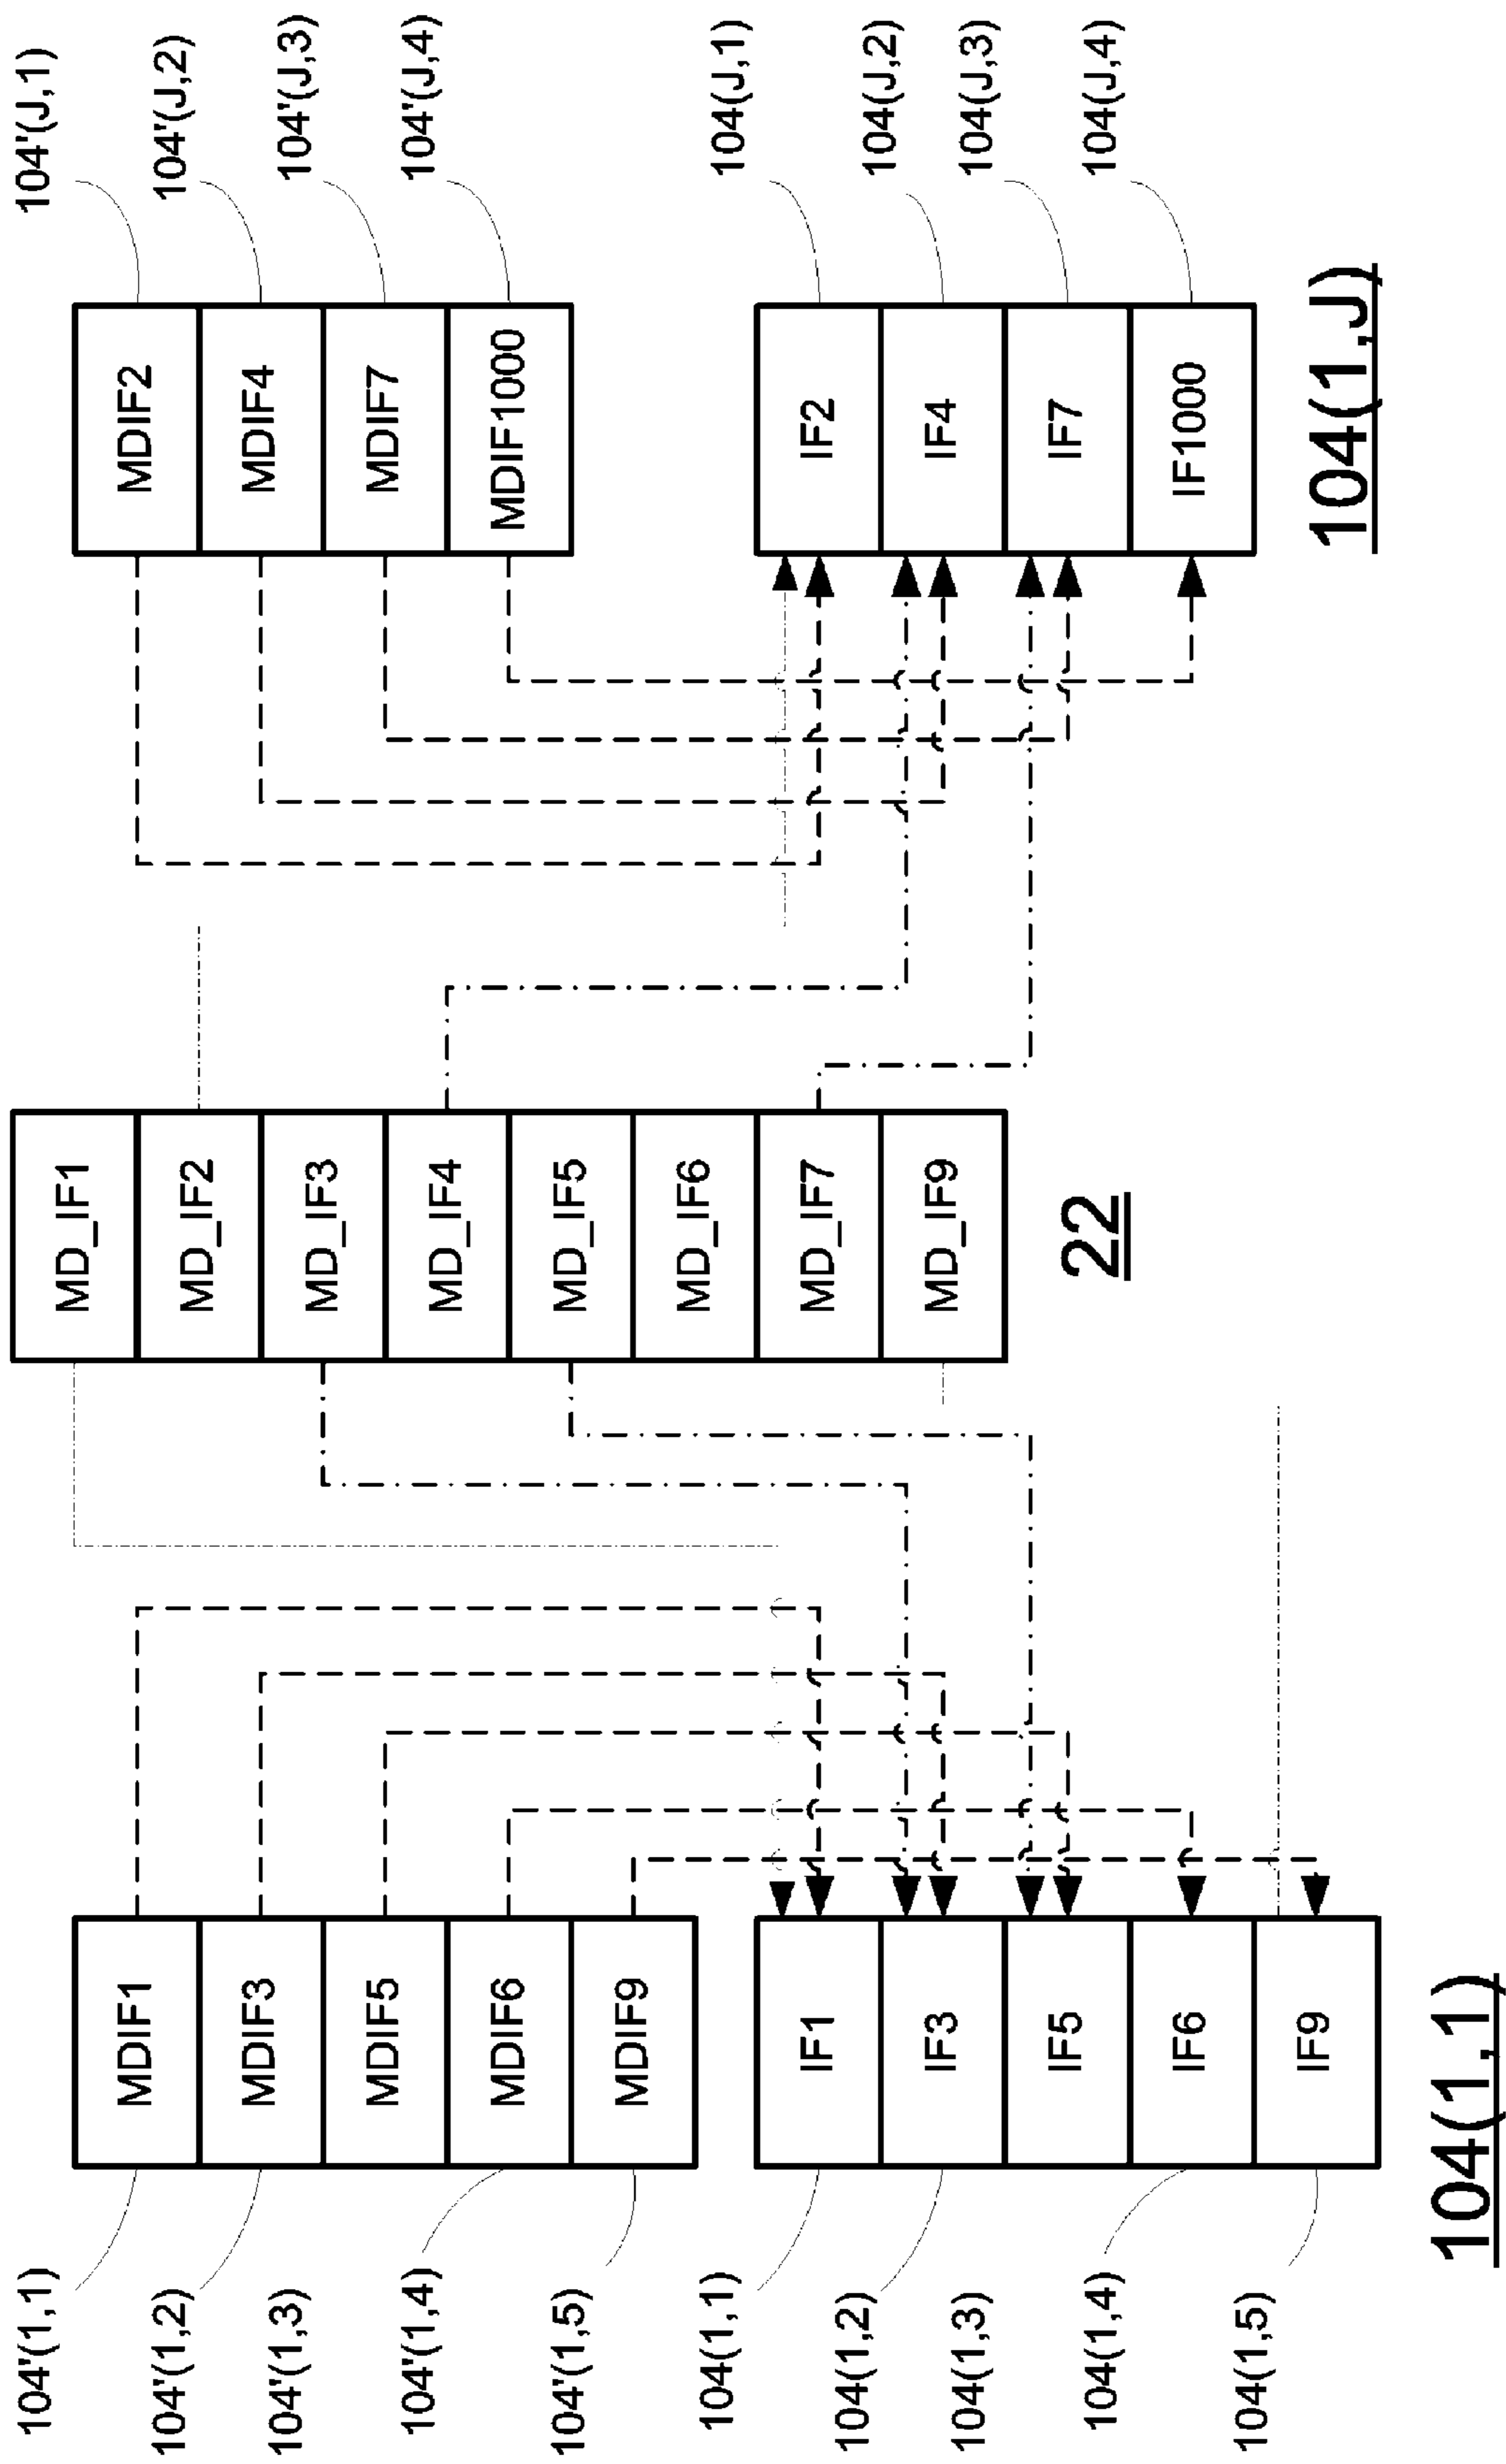 104'(1,1)
104'(1,2)
104'(1,3)
104'(1,4)
104'(1,5)
104(1,1)
104(1,2)
104(1,3)
104(1,4)
104(1,5)
MDIF1
MDIF3
MDIF5
MDIF6
MDIF9
IF1
IF3
IF5
IF6
IF9
104(1,1)
MD_IF1
MD_IF2
MD_IF3
MD_IF4
MD_IF5
MD_IF6
MD_IF7
MD_IF9
22
MDIF2
MDIF4
MDIF7
MDIF1000
IF2
IF4
IF7
IF1000
104(1,J)
104'(J,1)
104'(J,2)
104'(J,3)
104'(J,4)
104(J,1)
104(J,2)
104(J,3)
104(J,4)